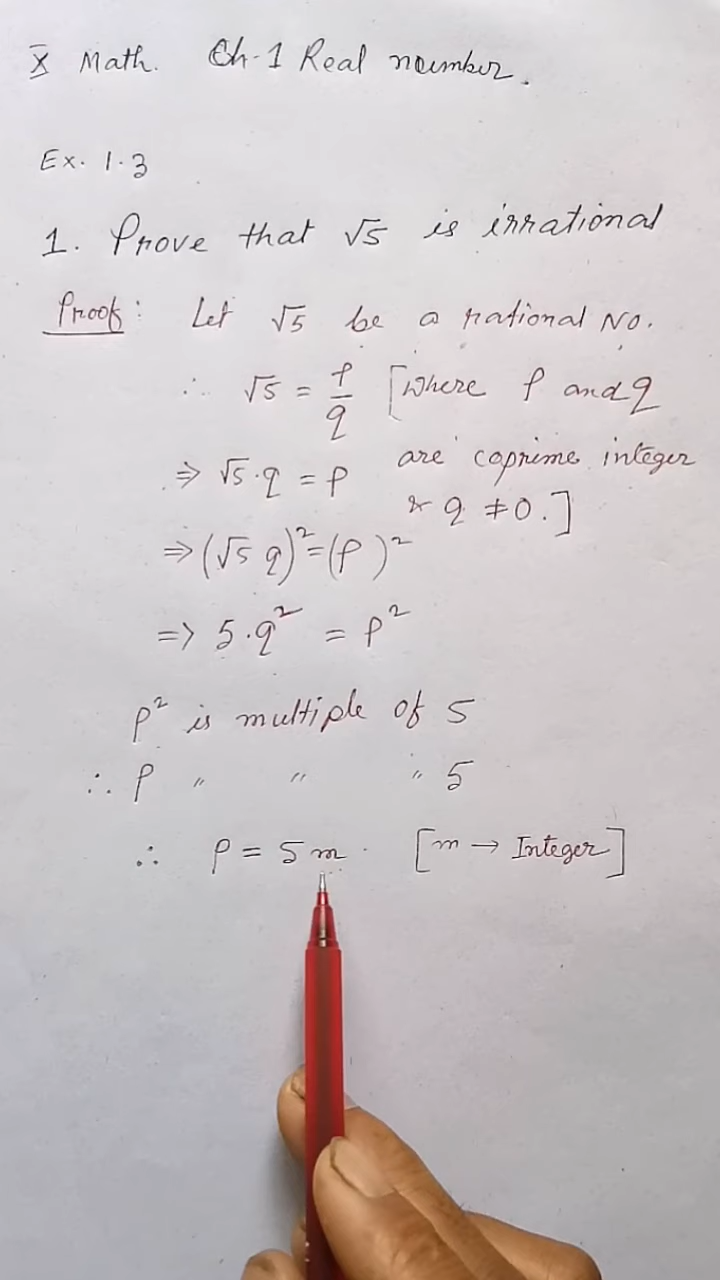 X Math. Ch-1 Real number.
Ex. 1.3
1. Prove that √5 is irrational
Proof: Let √5 be a rational No.
∴ √5 = p/q [Where p and q
are coprime integer
& q ≠ 0.]
⇒ √5·q = p
⇒ (√5 q)² = (p)²
⇒ 5·q² = p²
p² is multiple of 5
∴ p " " " 5
∴ p = 5m. [m → Integer]